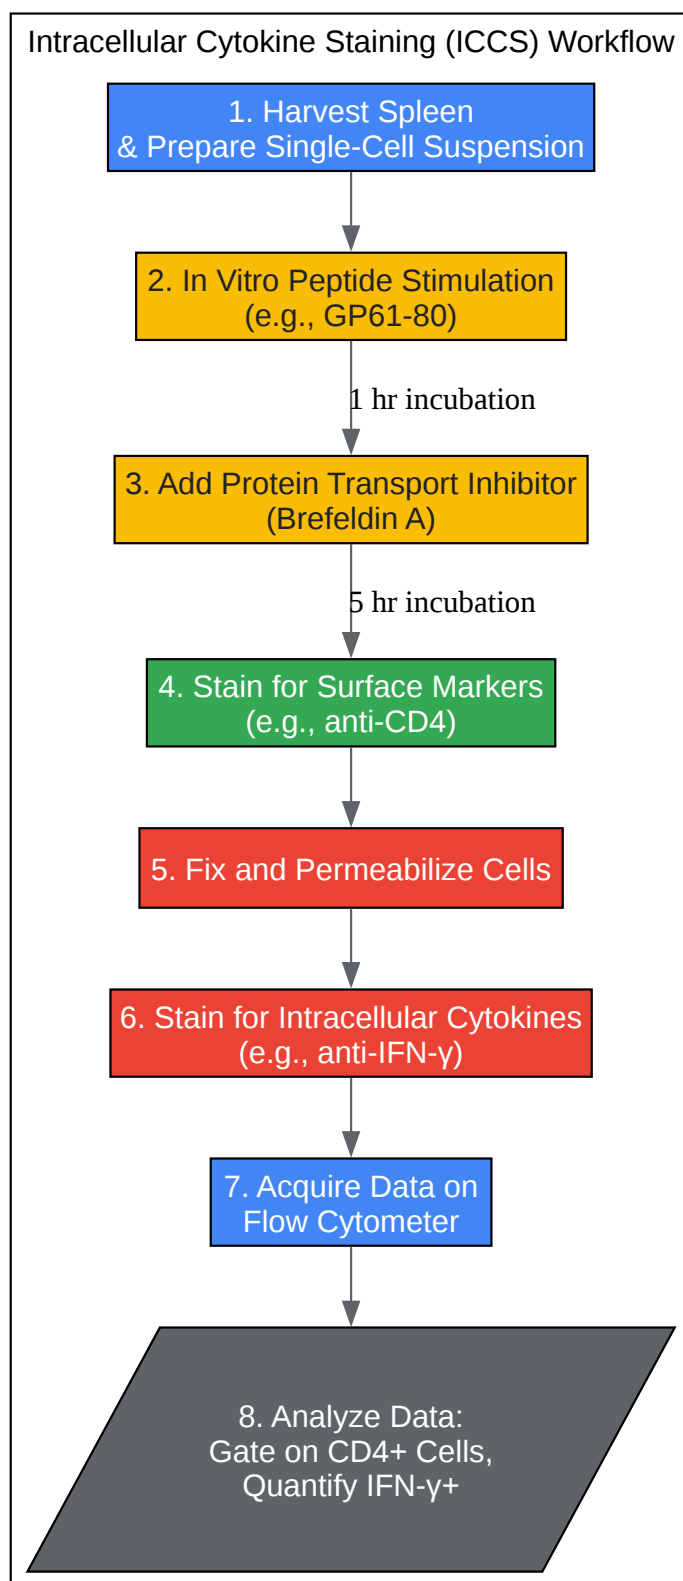 Intracellular Cytokine Staining (ICCS) Workflow
1. Harvest Spleen
& Prepare Single-Cell Suspension
2. In Vitro Peptide Stimulation
(e.g., GP61-80)
1 hr incubation
3. Add Protein Transport Inhibitor
(Brefeldin A)
5 hr incubation
4. Stain for Surface Markers
(e.g., anti-CD4)
5. Fix and Permeabilize Cells
6. Stain for Intracellular Cytokines
(e.g., anti-IFN-γ)
7. Acquire Data on
Flow Cytometer
8. Analyze Data:
Gate on CD4+ Cells,
Quantify IFN-γ+